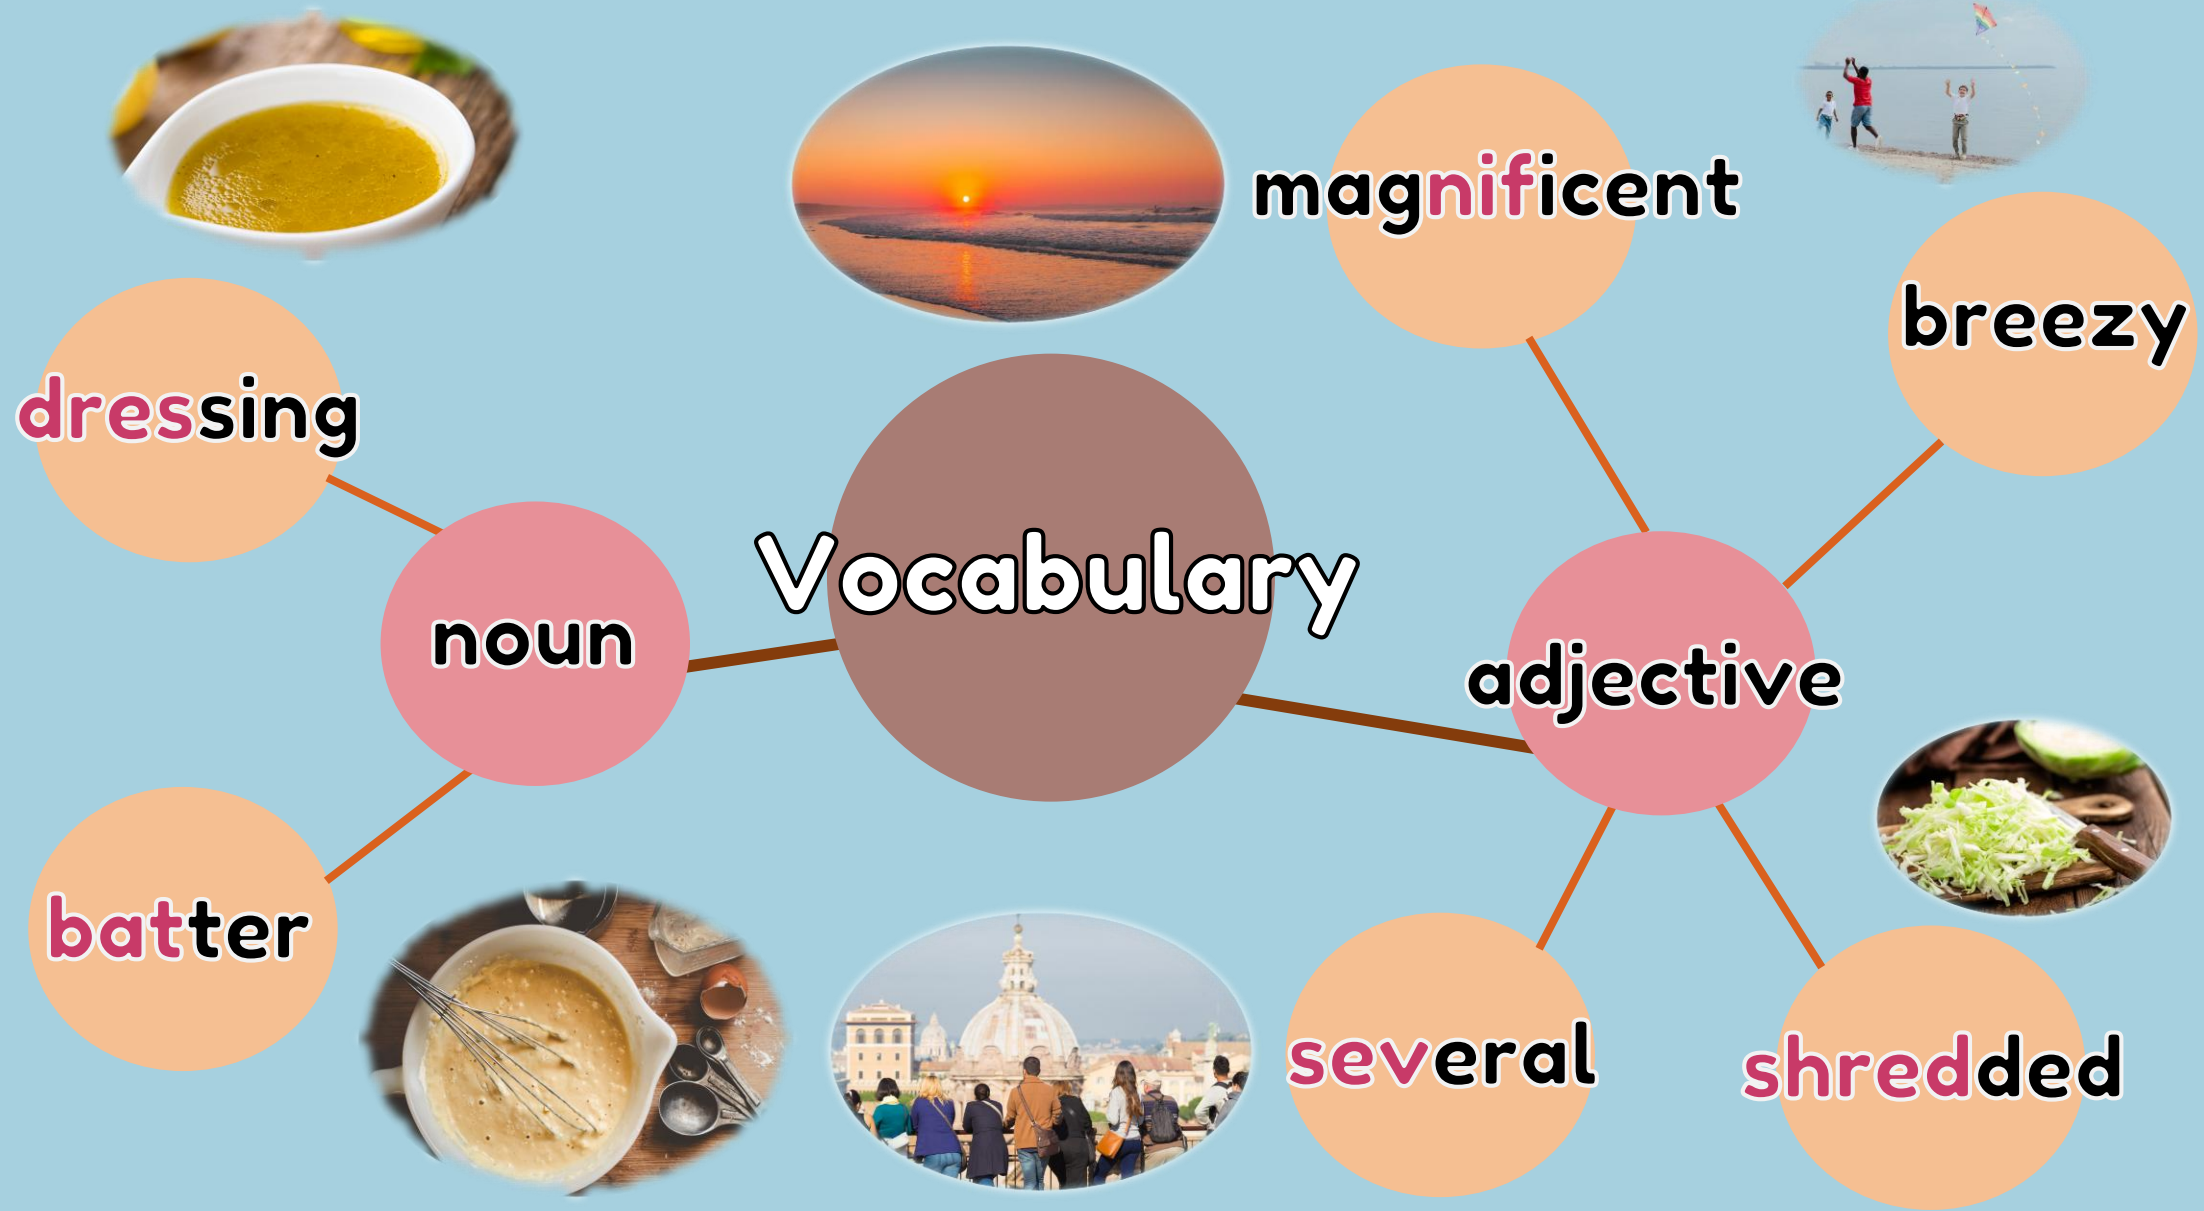 magnificent
breezy
dressing
Vocabulary
noun
adjective
batter
several
shredded